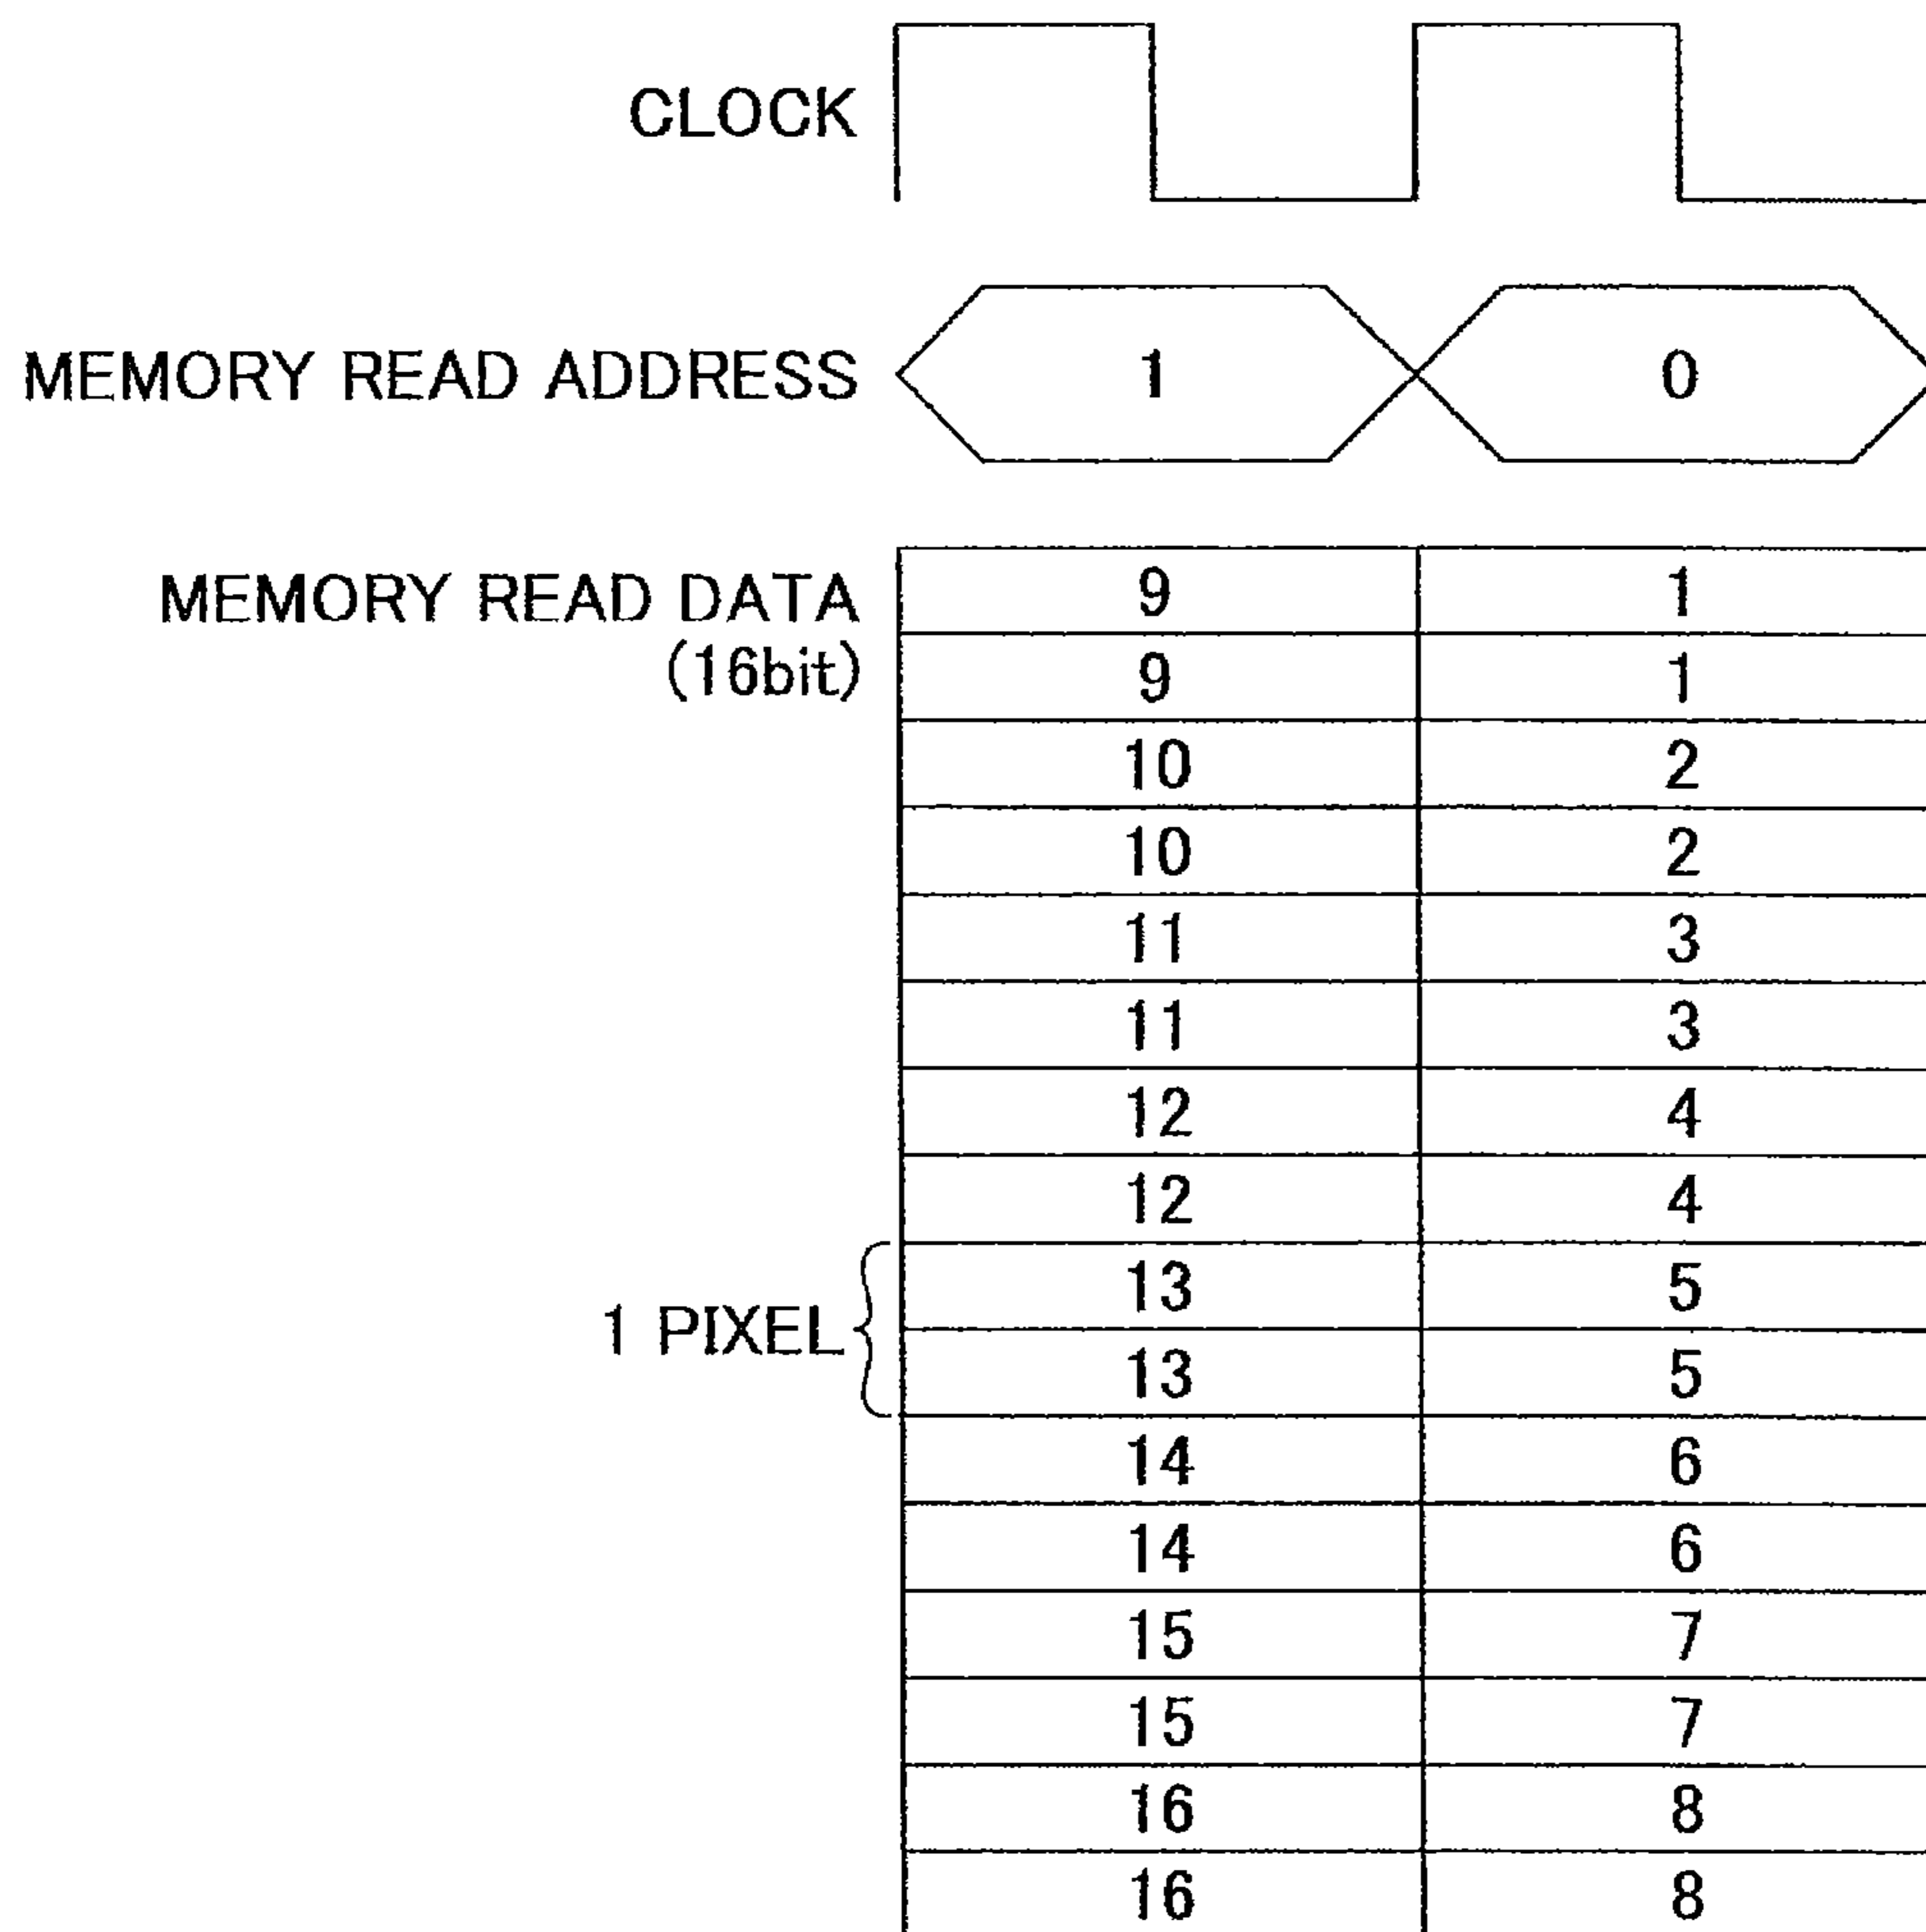 CLOCK
MEMORY READ ADDRESS 1 0
MEMORY READ DATA 9 1
(16bit) 9 1
10 2
10 2
11 3
11 3
12 4
12 4
13 5
1 PIXEL
13 5
14 6
14 6
15 7
15 7
16 8
16 8